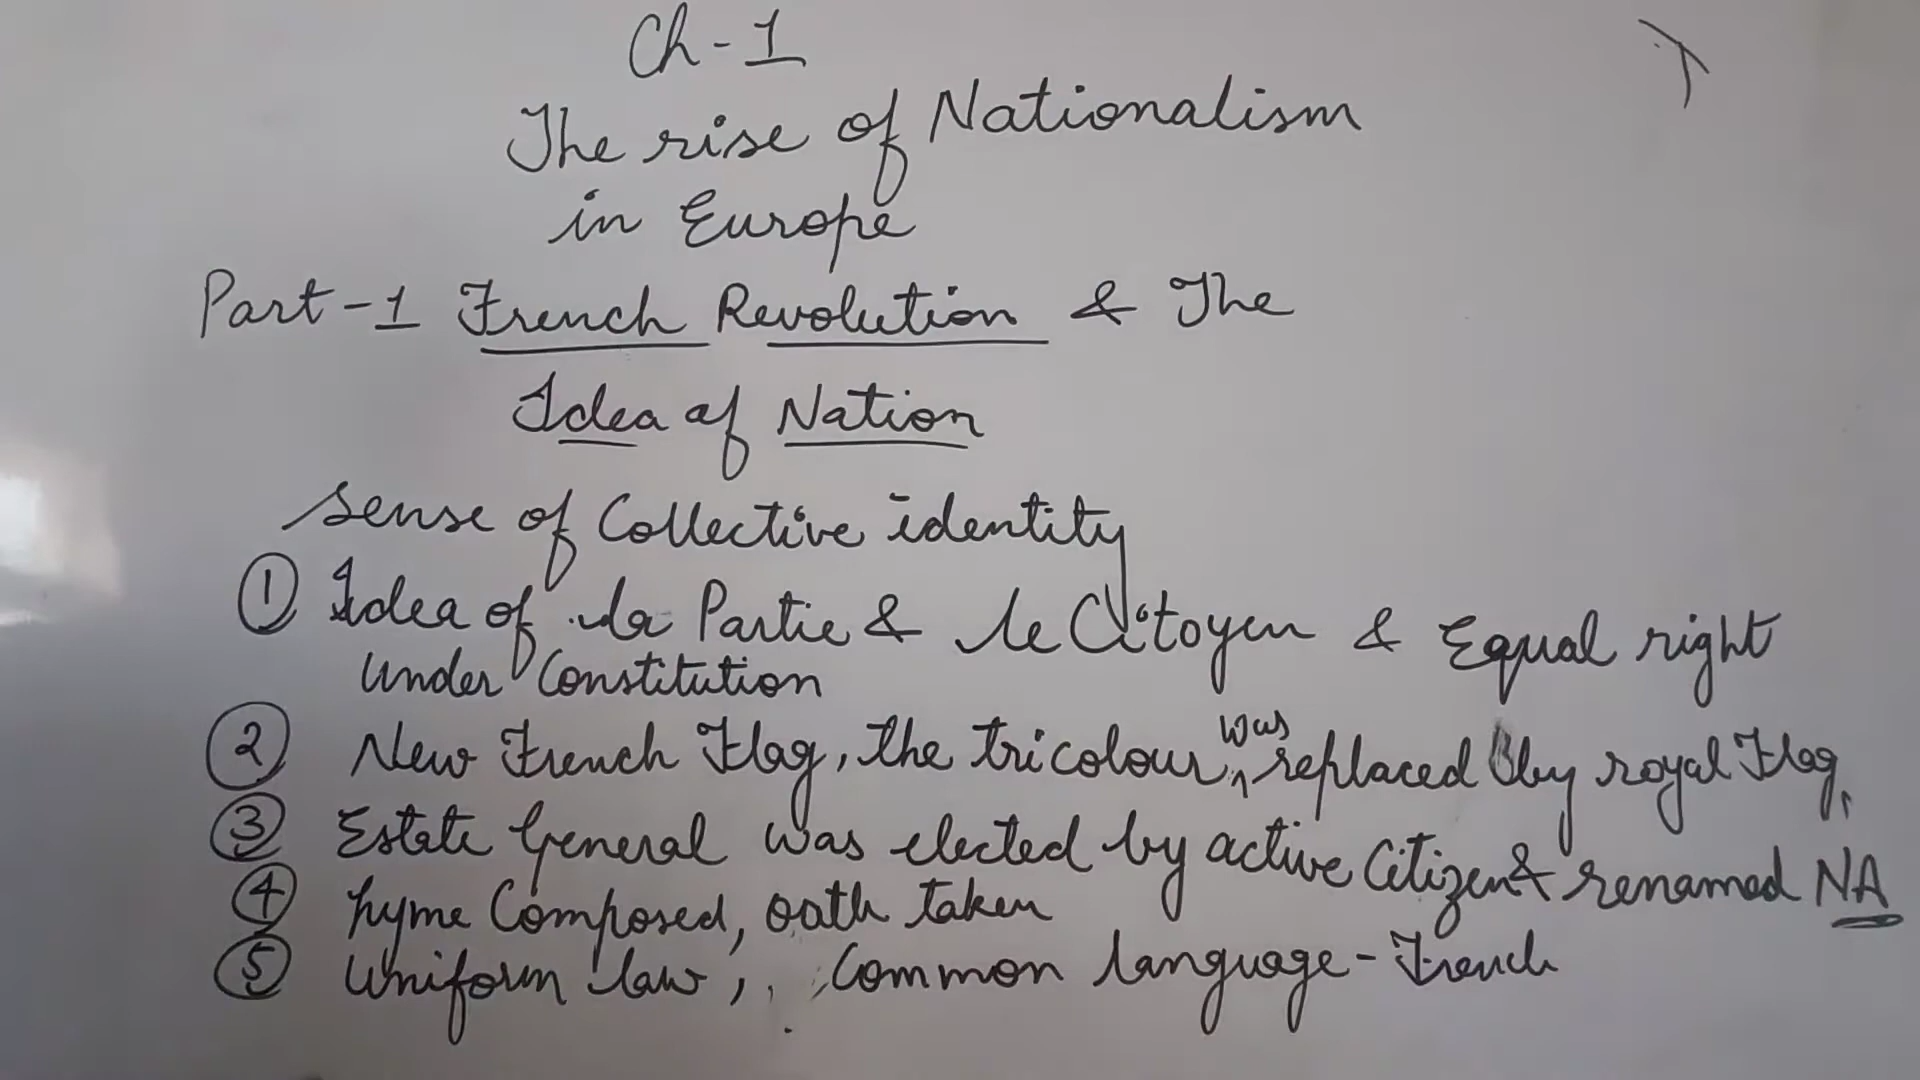 Ch-1
The rise of Nationalism
in Europe
Part-1 French Revolution & The
Idea of Nation
sense of Collective identity
① Idea of La Partie & le Citoyen & Equal right
under Constitution
② New French Flag, the tricolour was replaced by royal Flag,
③ Estate General was elected by active Citizen & renamed NA
④ hyme Composed, oath taken
⑤ Uniform law, Common language - French